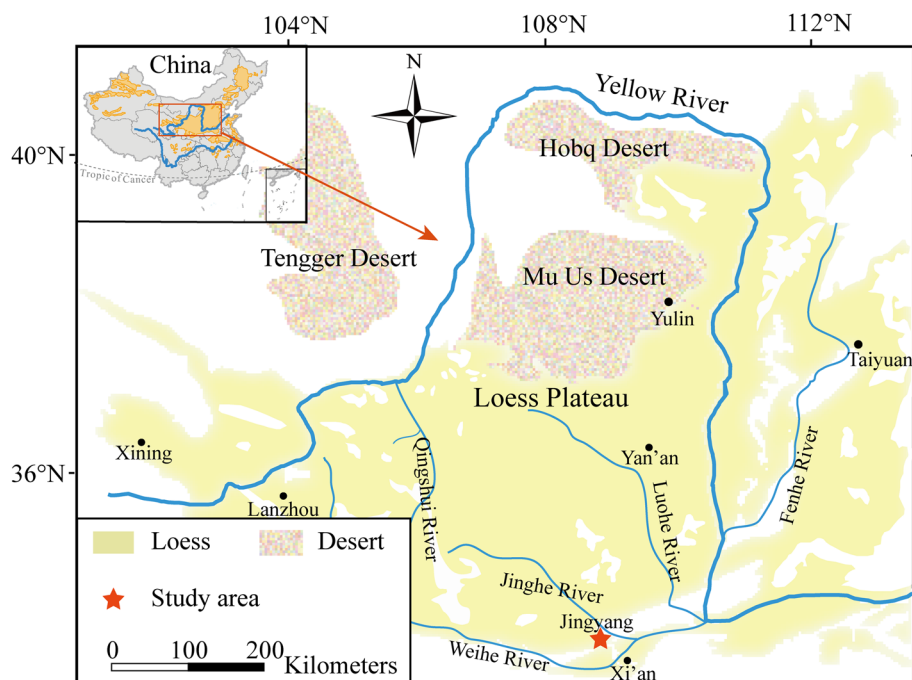 104°N
108°N
112°N
China
N
Yellow River
40°N
Hobq Desert
Tropic of Cancer
Tengger Desert
Mu Us Desert
Yulin
Taiyuan
Loess Plateau
Xining
Qingshui River
Yan'an
Fenhe River
36°N
Lanzhou
Luohe River
Loess
Desert
Jinghe River
Study area
Jingyang
0 100 200
Kilometers
Weihe River
Xi'an